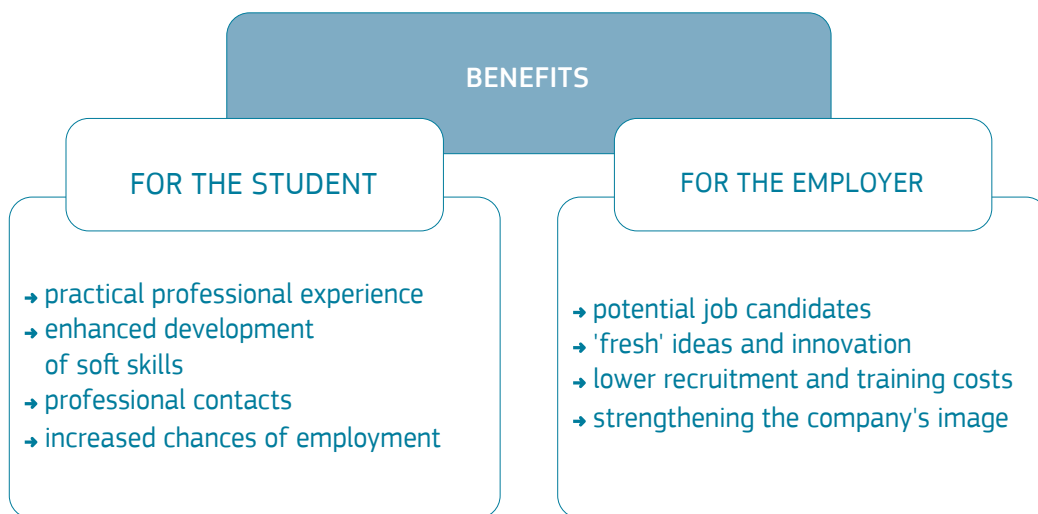 BENEFITS
FOR THE STUDENT
→ practical professional experience
→ enhanced development
of soft skills
→ professional contacts
→ increased chances of employment
FOR THE EMPLOYER
→ potential job candidates
→ 'fresh' ideas and innovation
→ lower recruitment and training costs
→ strengthening the company's image